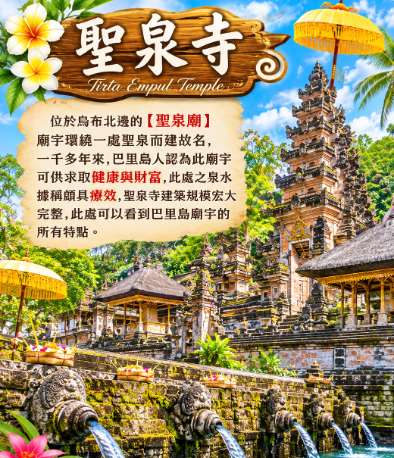 聖泉寺
Tirta Empul Temple
位於烏布北邊的【聖泉廟】
廟宇環繞一處聖泉而建故名，
一千多年來，巴里島人認為此廟宇
可供求取健康與財富，此處之泉水
據稱頗具療效，聖泉寺建築規模宏大
完整，此處可以看到巴里島廟宇的
所有特點。